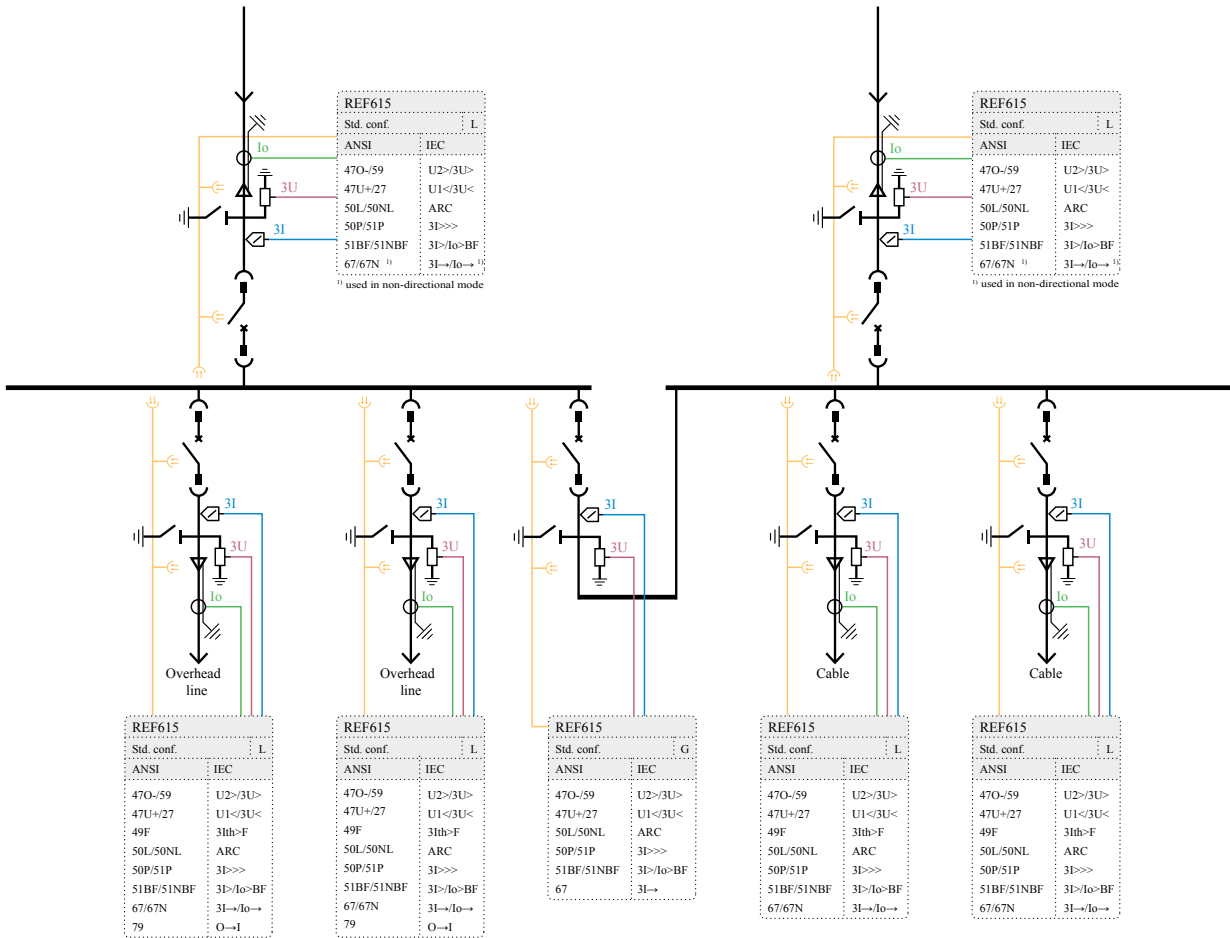 REF615
Std. conf. L
ANSI IEC
47O-/59 U2>/3U>
47U+/27 U1</3U<
50L/50NL ARC
50P/51P 3I>>>
51BF/51NBF 3I>/Io>BF
67/67N ¹⁾ 3I→/Io→ ¹⁾
¹⁾ used in non-directional mode
Io
3U
3I
REF615
Std. conf. L
ANSI IEC
47O-/59 U2>/3U>
47U+/27 U1</3U<
50L/50NL ARC
50P/51P 3I>>>
51BF/51NBF 3I>/Io>BF
67/67N ¹⁾ 3I→/Io→ ¹⁾
¹⁾ used in non-directional mode
Io
3U
3I
3I
3U
Io
Overhead
line
3I
3U
Io
Overhead
line
3I
3U
3I
3U
Io
Cable
3I
3U
Io
Cable
REF615
Std. conf. L
ANSI IEC
47O-/59 U2>/3U>
47U+/27 U1</3U<
49F 3Ith>F
50L/50NL ARC
50P/51P 3I>>>
51BF/51NBF 3I>/Io>BF
67/67N 3I→/Io→
79 O→I
REF615
Std. conf. L
ANSI IEC
47O-/59 U2>/3U>
47U+/27 U1</3U<
49F 3Ith>F
50L/50NL ARC
50P/51P 3I>>>
51BF/51NBF 3I>/Io>BF
67/67N 3I→/Io→
79 O→I
REF615
Std. conf. G
ANSI IEC
47O-/59 U2>/3U>
47U+/27 U1</3U<
50L/50NL ARC
50P/51P 3I>>>
51BF/51NBF 3I>/Io>BF
67 3I→
REF615
Std. conf. L
ANSI IEC
47O-/59 U2>/3U>
47U+/27 U1</3U<
49F 3Ith>F
50L/50NL ARC
50P/51P 3I>>>
51BF/51NBF 3I>/Io>BF
67/67N 3I→/Io→
REF615
Std. conf. L
ANSI IEC
47O-/59 U2>/3U>
47U+/27 U1</3U<
49F 3Ith>F
50L/50NL ARC
50P/51P 3I>>>
51BF/51NBF 3I>/Io>BF
67/67N 3I→/Io→